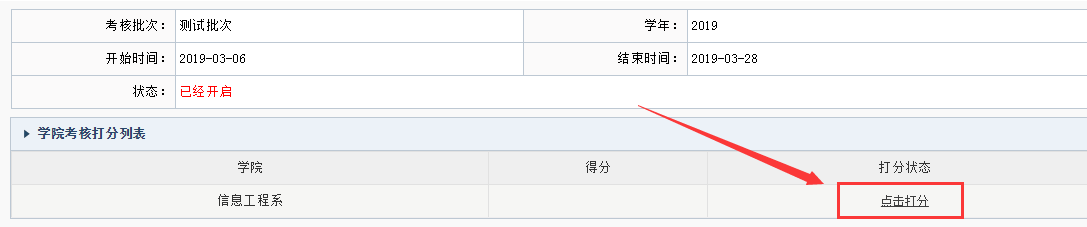 考核批次： 测试批次 学年： 2019
开始时间： 2019-03-06 结束时间： 2019-03-28
状态： 已经开启
学院考核打分列表
学院 得分 打分状态
信息工程系 点击打分